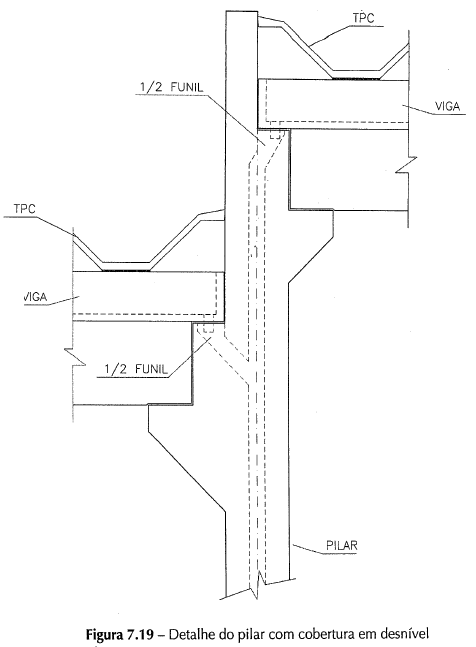 TPC
1/2 FUNIL
VIGA
TPC
VIGA
1/2 FUNIL
PILAR
Figura 7.19 – Detalhe do pilar com cobertura em desnível